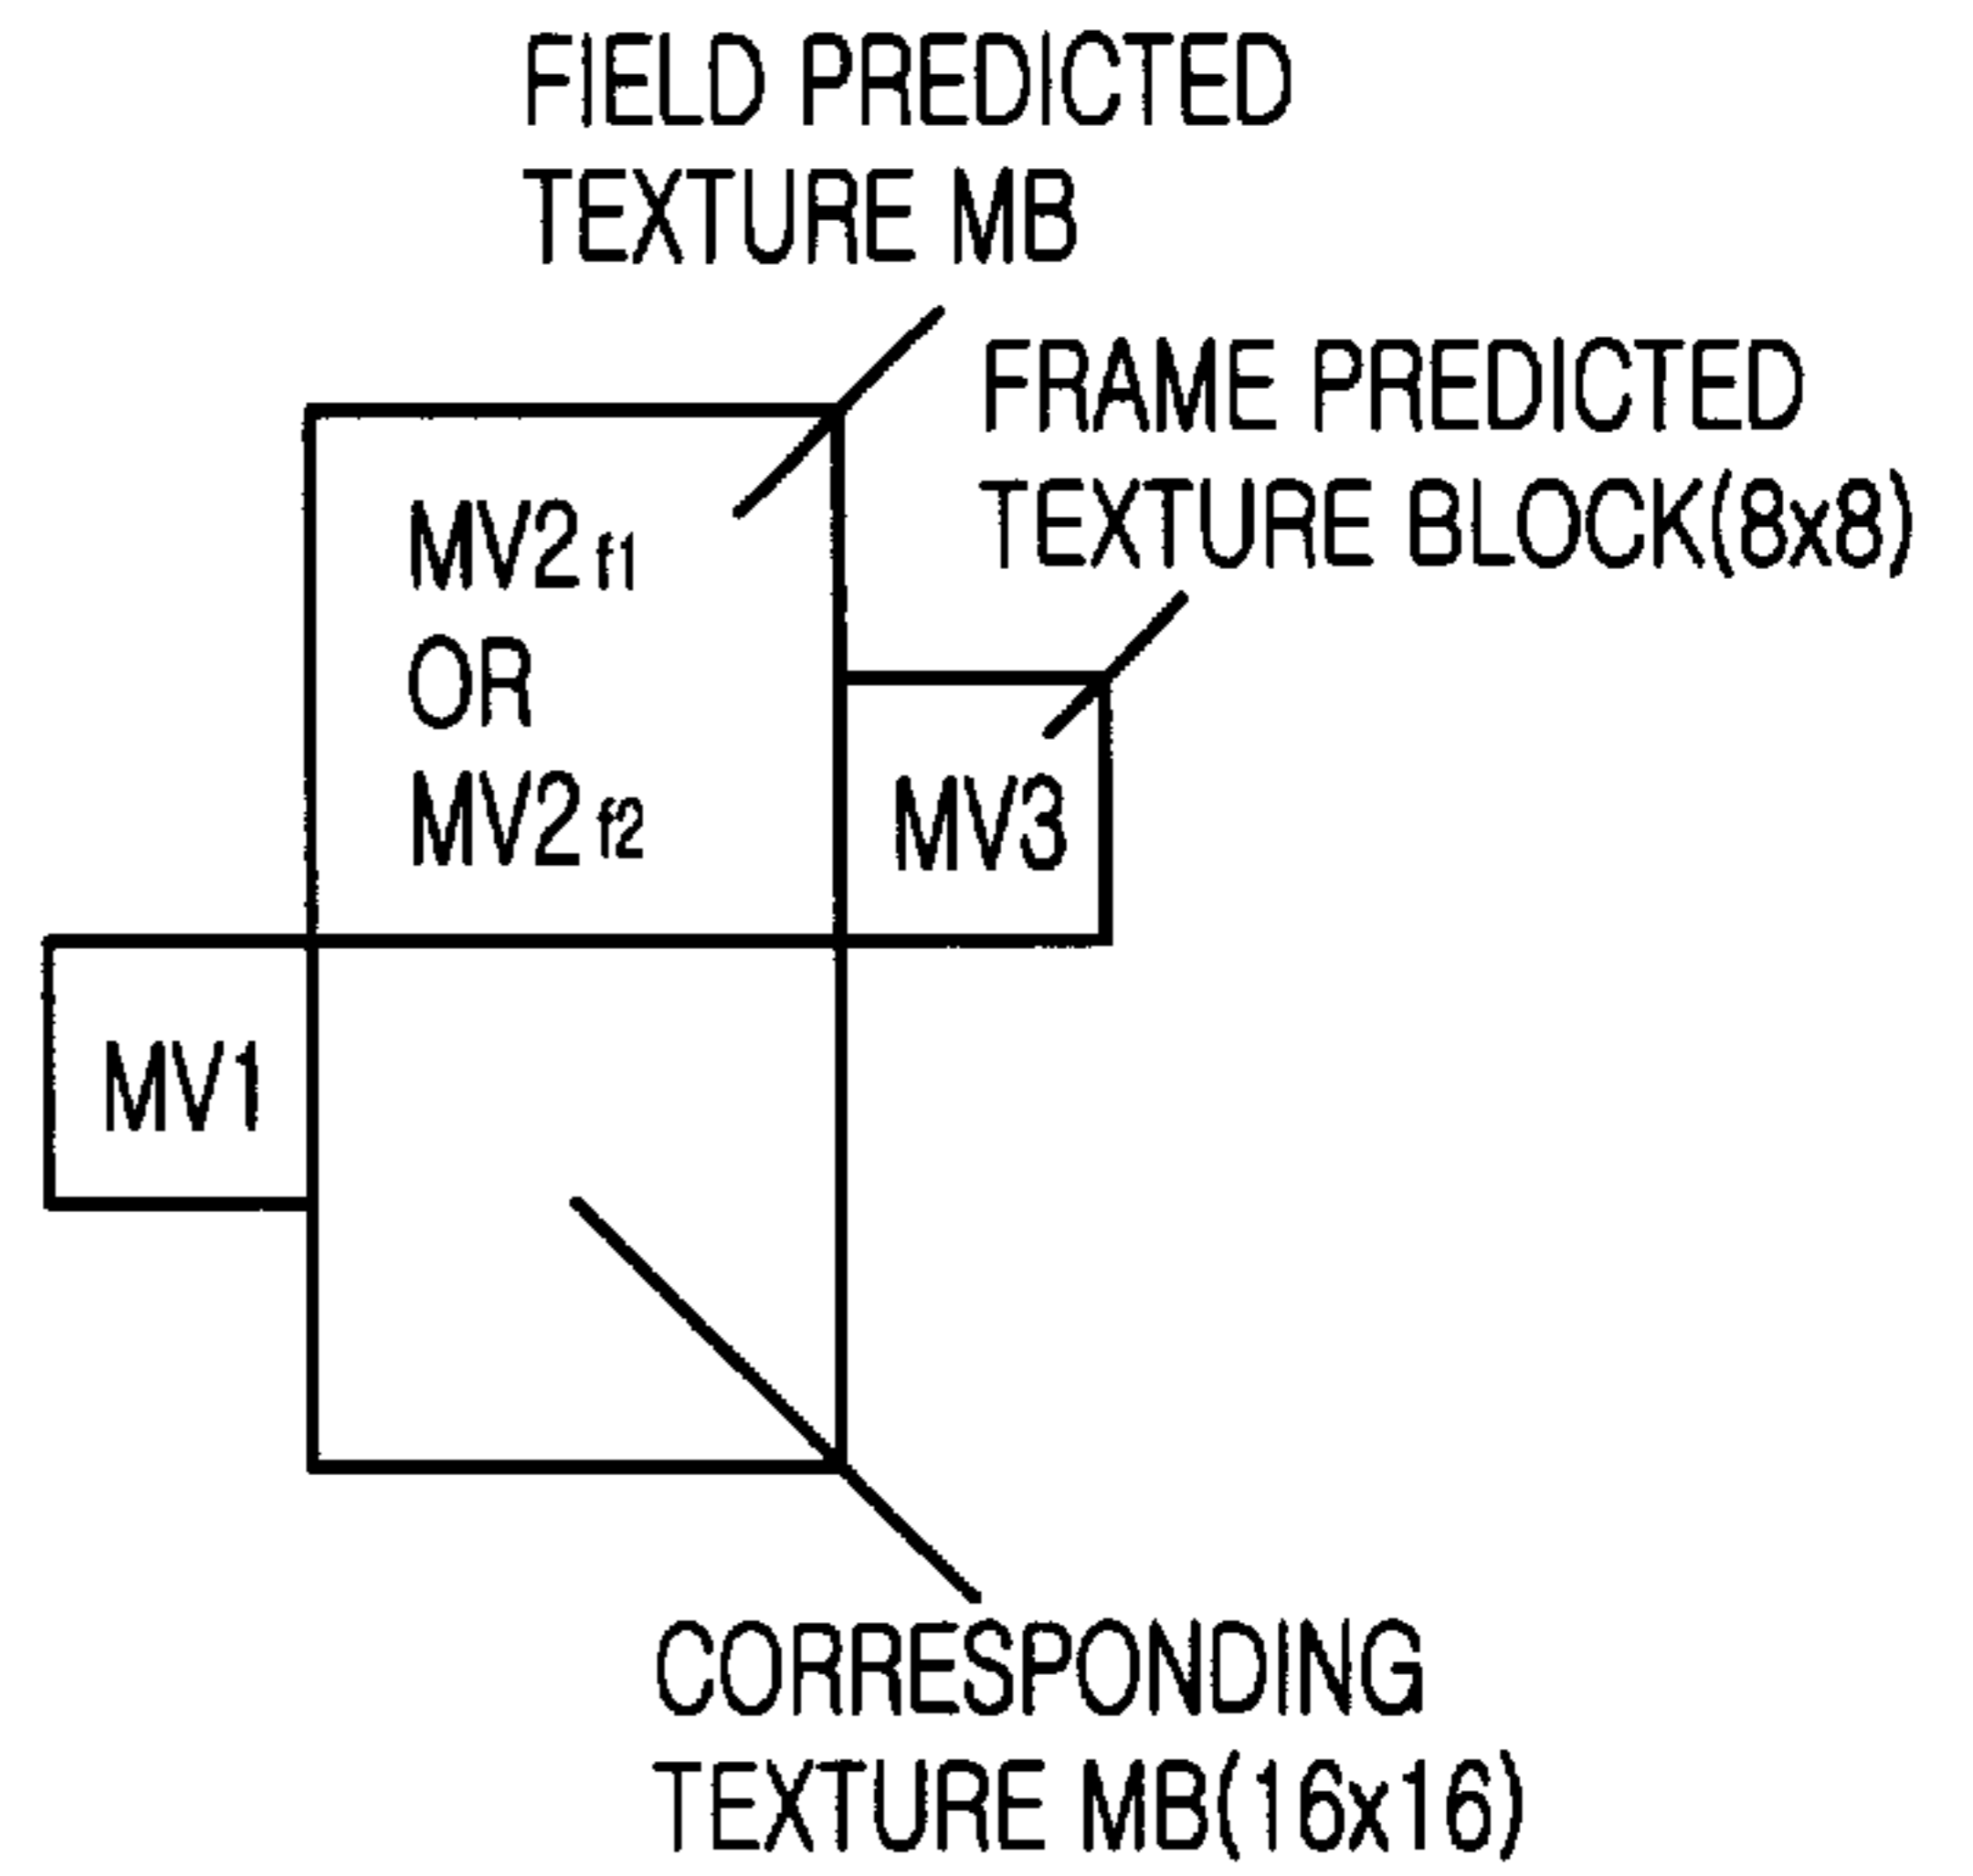 FIELD PREDICTED
TEXTURE MB
FRAME PREDICTED
TEXTURE BLOCK(8x8)
MV2f1
OR
MV2f2
MV3
MV1
CORRESPONDING
TEXTURE MB(16x16)